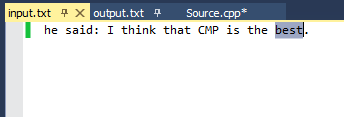 input.txt output.txt Source.cpp*
he said: I think that CMP is the best.